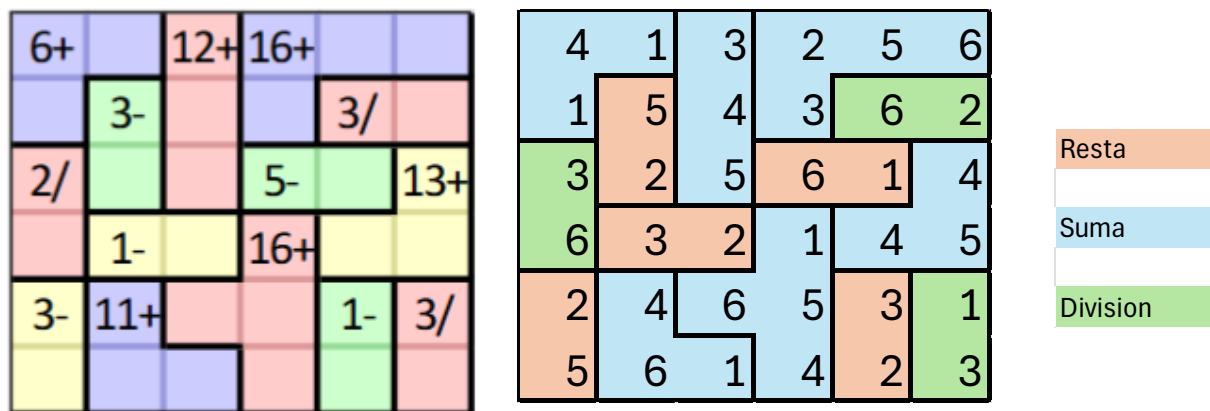 6+ 12+ 16+
3- 3/
2/ 5- 13+
1- 16+
3- 11+ 1- 3/
4 1 3 2 5 6
1 5 4 3 6 2
3 2 5 6 1 4
6 3 2 1 4 5
2 4 6 5 3 1
5 6 1 4 2 3
Resta
Suma
Division